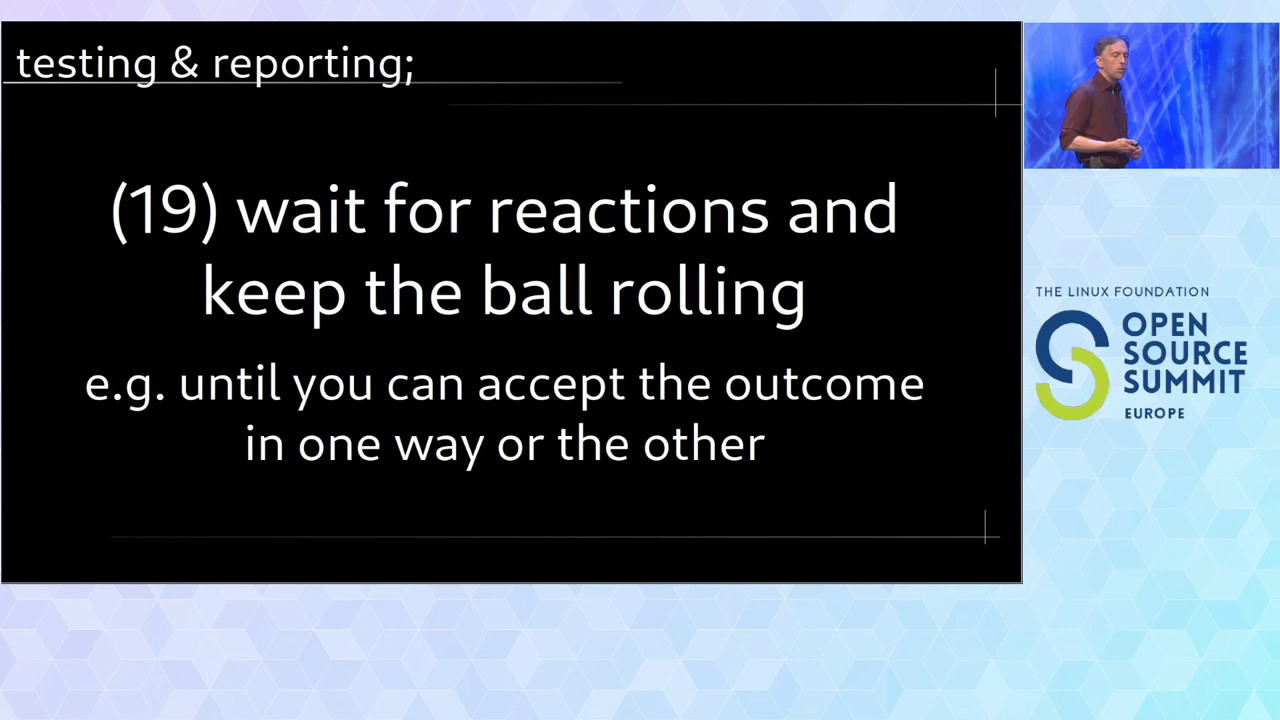 testing & reporting;
(19) wait for reactions and
keep the ball rolling
e.g. until you can accept the outcome
in one way or the other
THE LINUX FOUNDATION
OPEN
SOURCE
SUMMIT
EUROPE